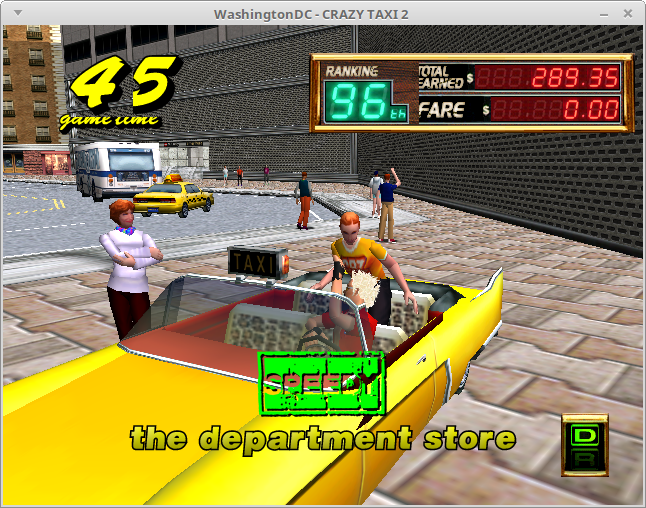 WashingtonDC - CRAZY TAXI 2
45
game time
RANKING
96th
TOTAL EARNED $ 289.35
FARE $ 0.00
TAXI
SPEEDY
the department store
D
R